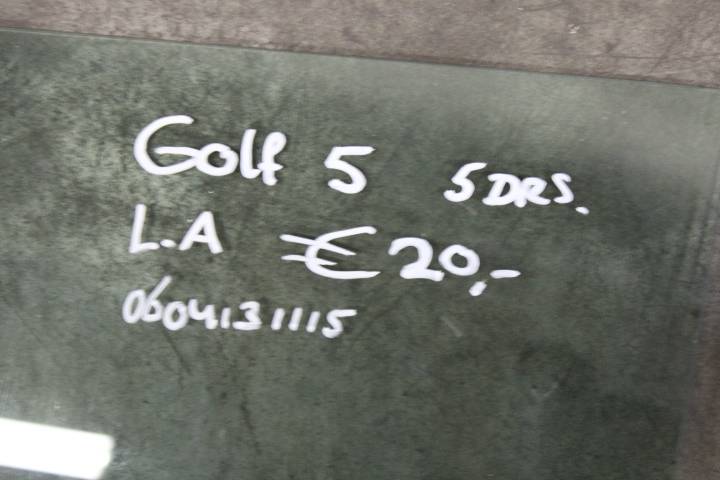 Golf 5 5DRS.
L.A € 20,-
0604131115